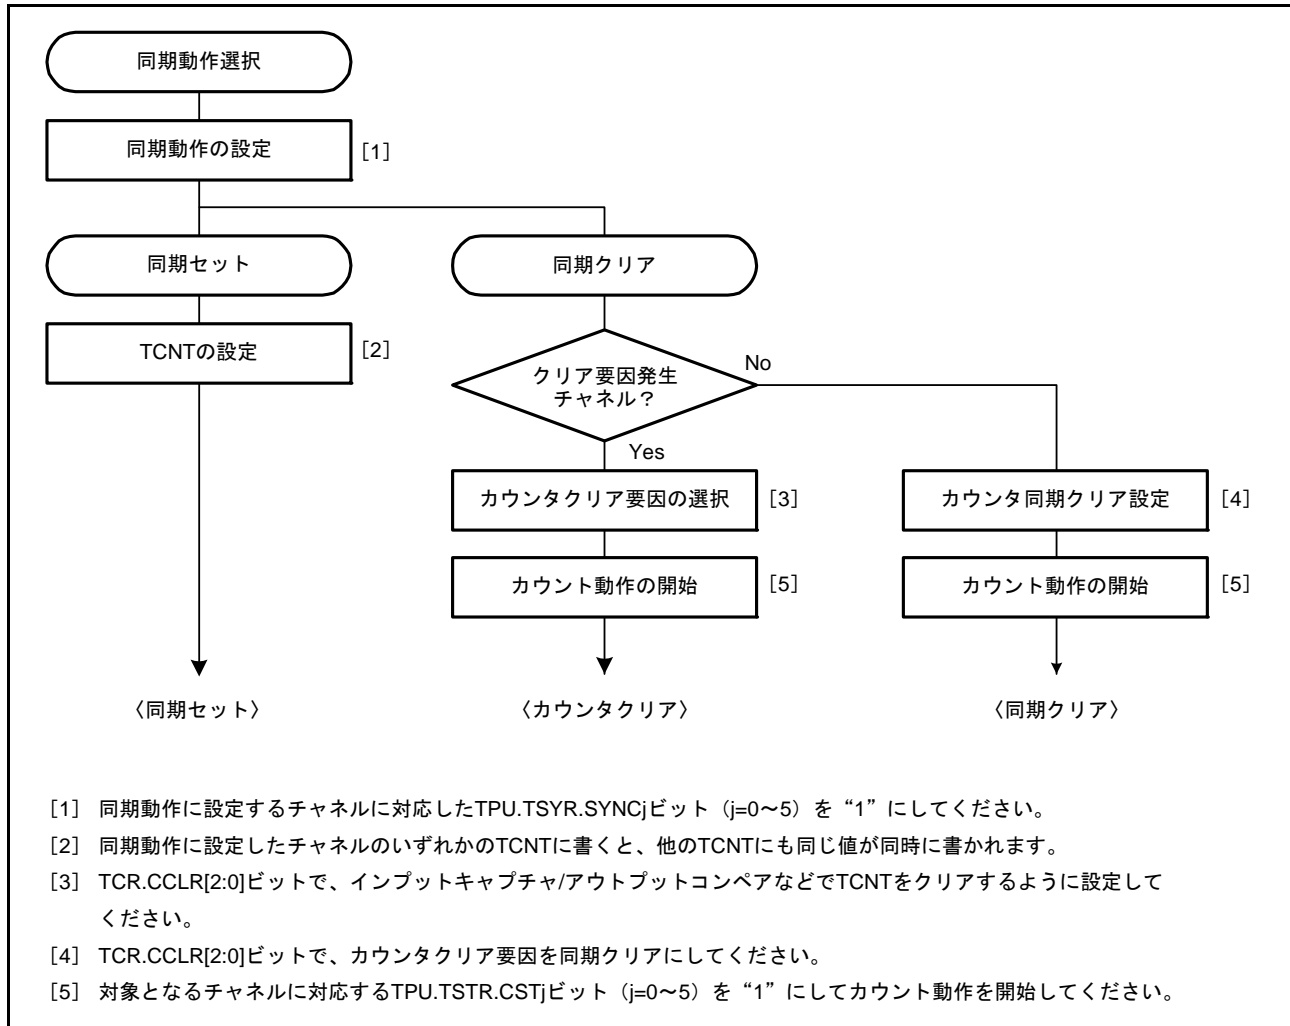 同期動作選択
同期動作の設定 [1]
同期セット
同期クリア
TCNTの設定 [2]
クリア要因発生
チャネル？
No
Yes
カウンタクリア要因の選択 [3]
カウンタ同期クリア設定 [4]
カウント動作の開始 [5]
カウント動作の開始 [5]
〈同期セット〉
〈カウンタクリア〉
〈同期クリア〉
[1] 同期動作に設定するチャネルに対応したTPU.TSYR.SYNCjビット（j=0～5）を“1”にしてください。
[2] 同期動作に設定したチャネルのいずれかのTCNTに書くと、他のTCNTにも同じ値が同時に書かれます。
[3] TCR.CCLR[2:0]ビットで、インプットキャプチャ/アウトプットコンペアなどでTCNTをクリアするように設定して
ください。
[4] TCR.CCLR[2:0]ビットで、カウンタクリア要因を同期クリアにしてください。
[5] 対象となるチャネルに対応するTPU.TSTR.CSTjビット（j=0～5）を“1”にしてカウント動作を開始してください。